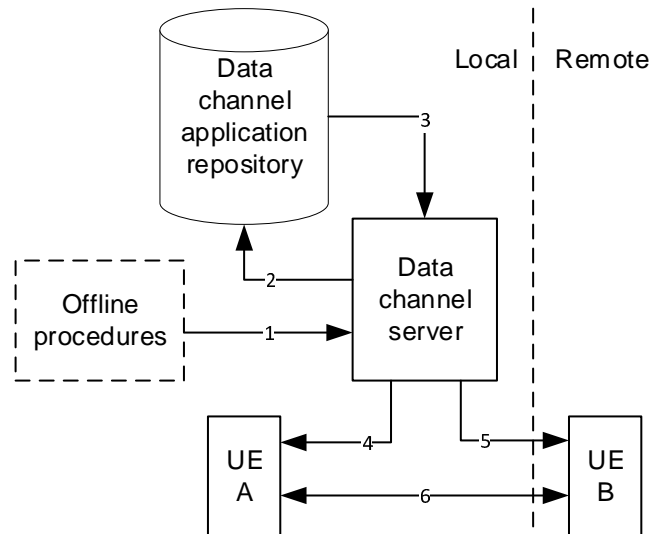 Data
channel
application
repository
Local
Remote
3
Data
channel
server
2
Offline
procedures
1
4
5
UE
A
6
UE
B